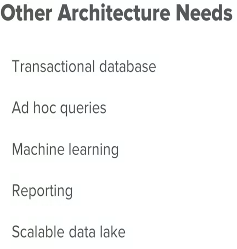 Other Architecture Needs
Transactional database
Ad hoc queries
Machine learning
Reporting
Scalable data lake